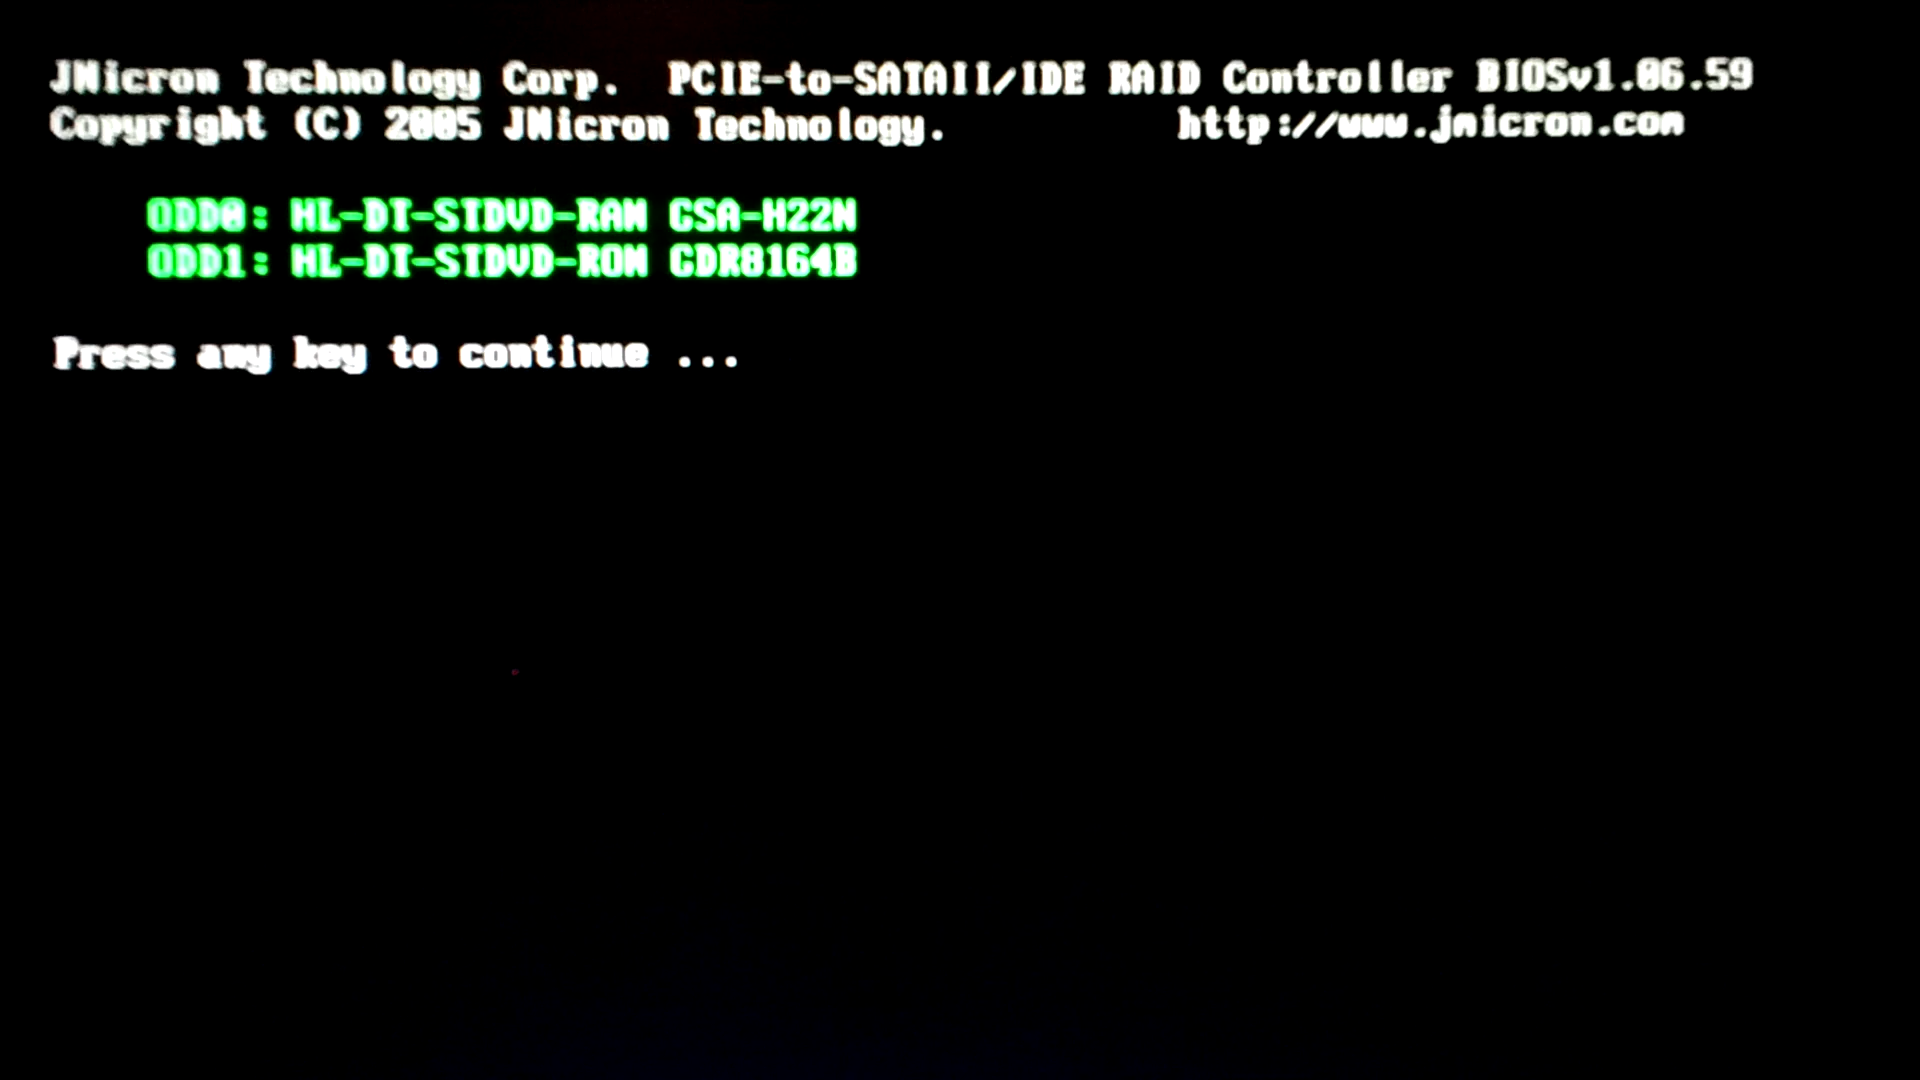 JMicron Technology Corp.  PCIE-to-SATAII/IDE RAID Controller BIOSv1.06.59
Copyright (C) 2005 JMicron Technology.          http://www.jmicron.com
ODD0: HL-DT-STDVD-RAM GSA-H22N
ODD1: HL-DT-STDVD-ROM GDR8164B
Press any key to continue ...